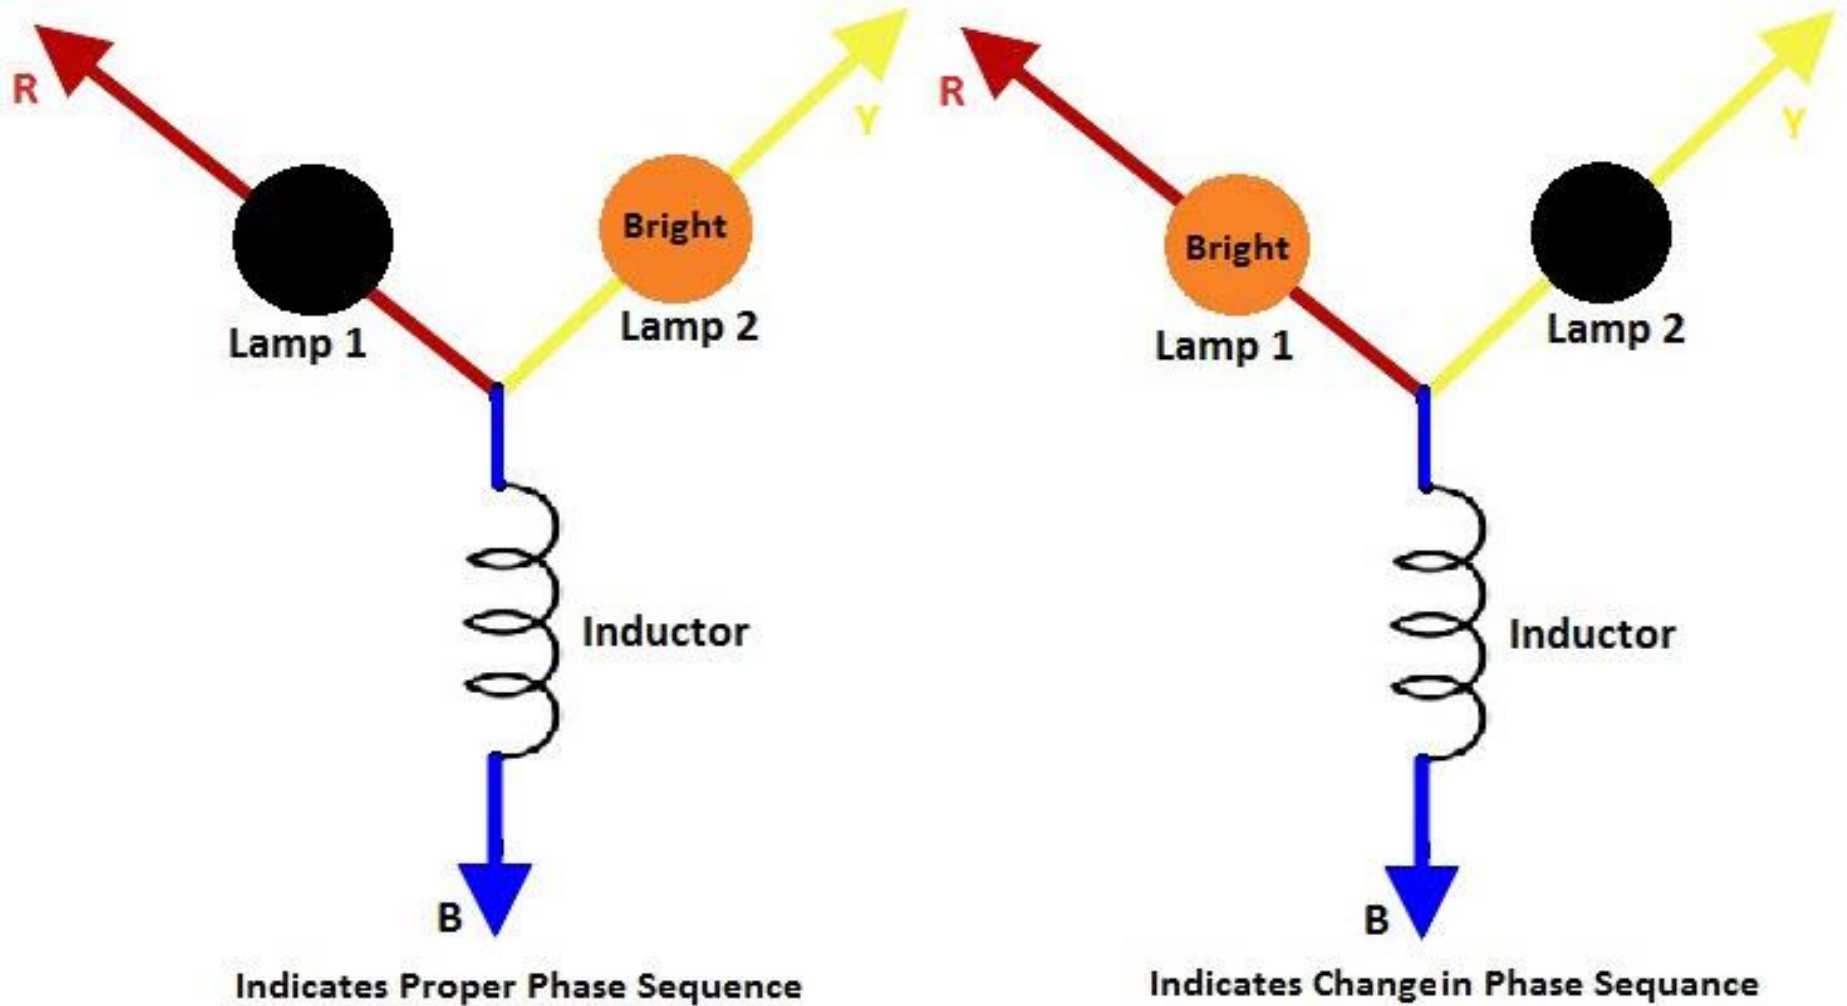 R
Y
Bright
Lamp 1
Lamp 2
Inductor
B
Indicates Proper Phase Sequence
R
Y
Bright
Lamp 1
Lamp 2
Inductor
B
Indicates Changein Phase Sequance